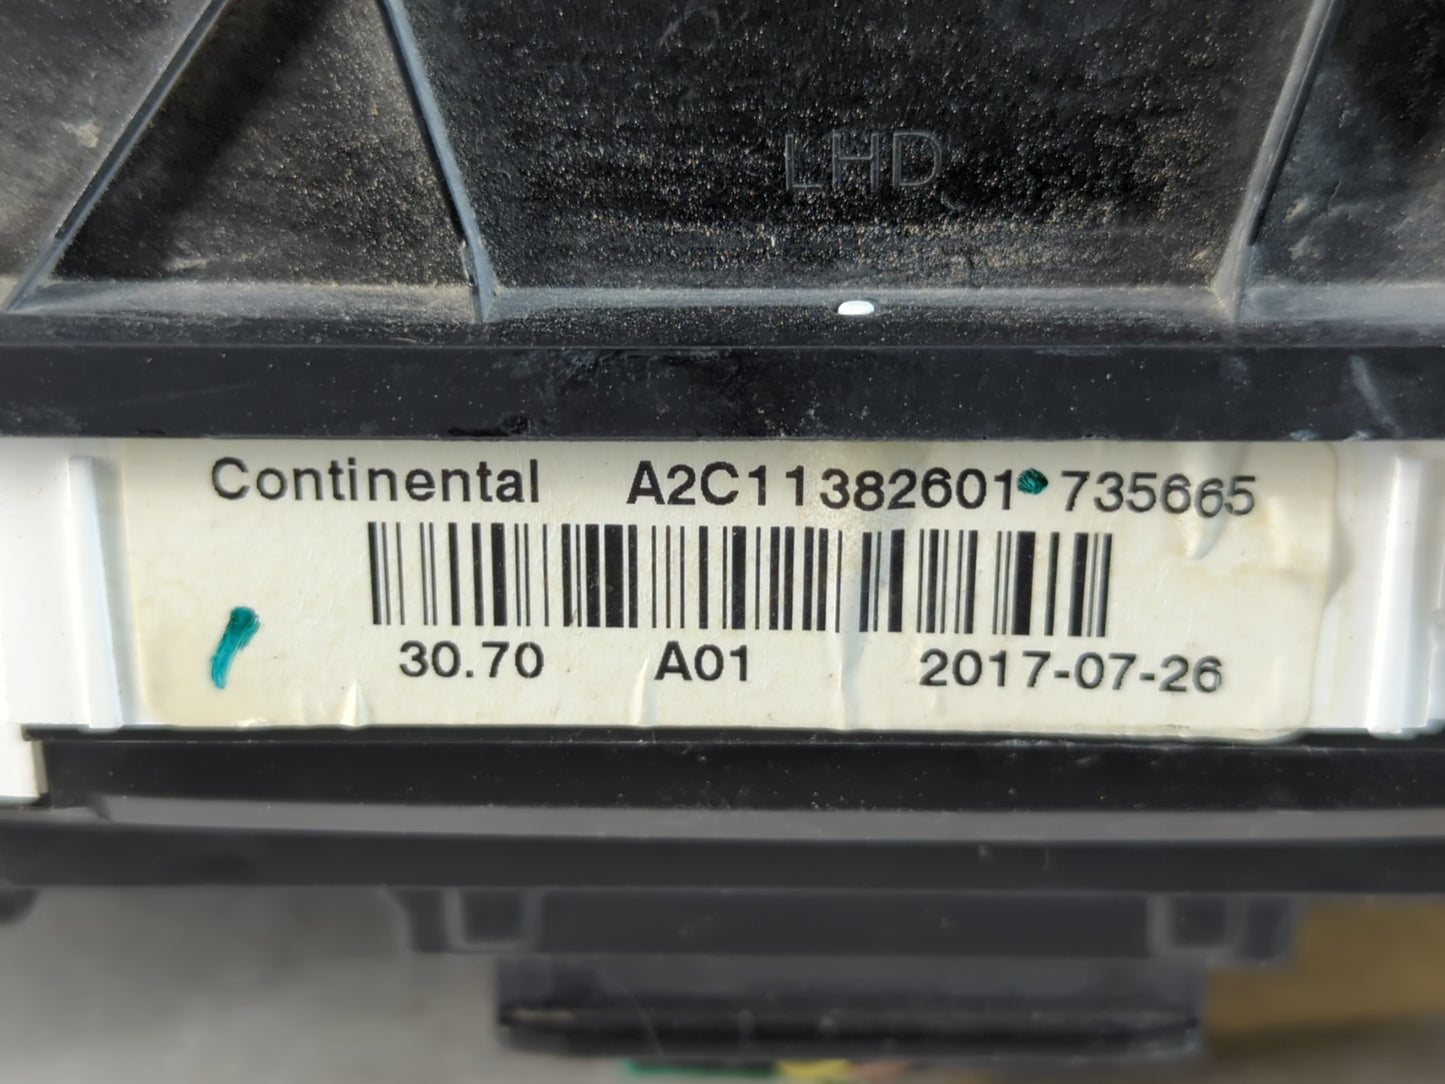 LHD
Continental A2C11382601 735665
30.70 A01 2017-07-26